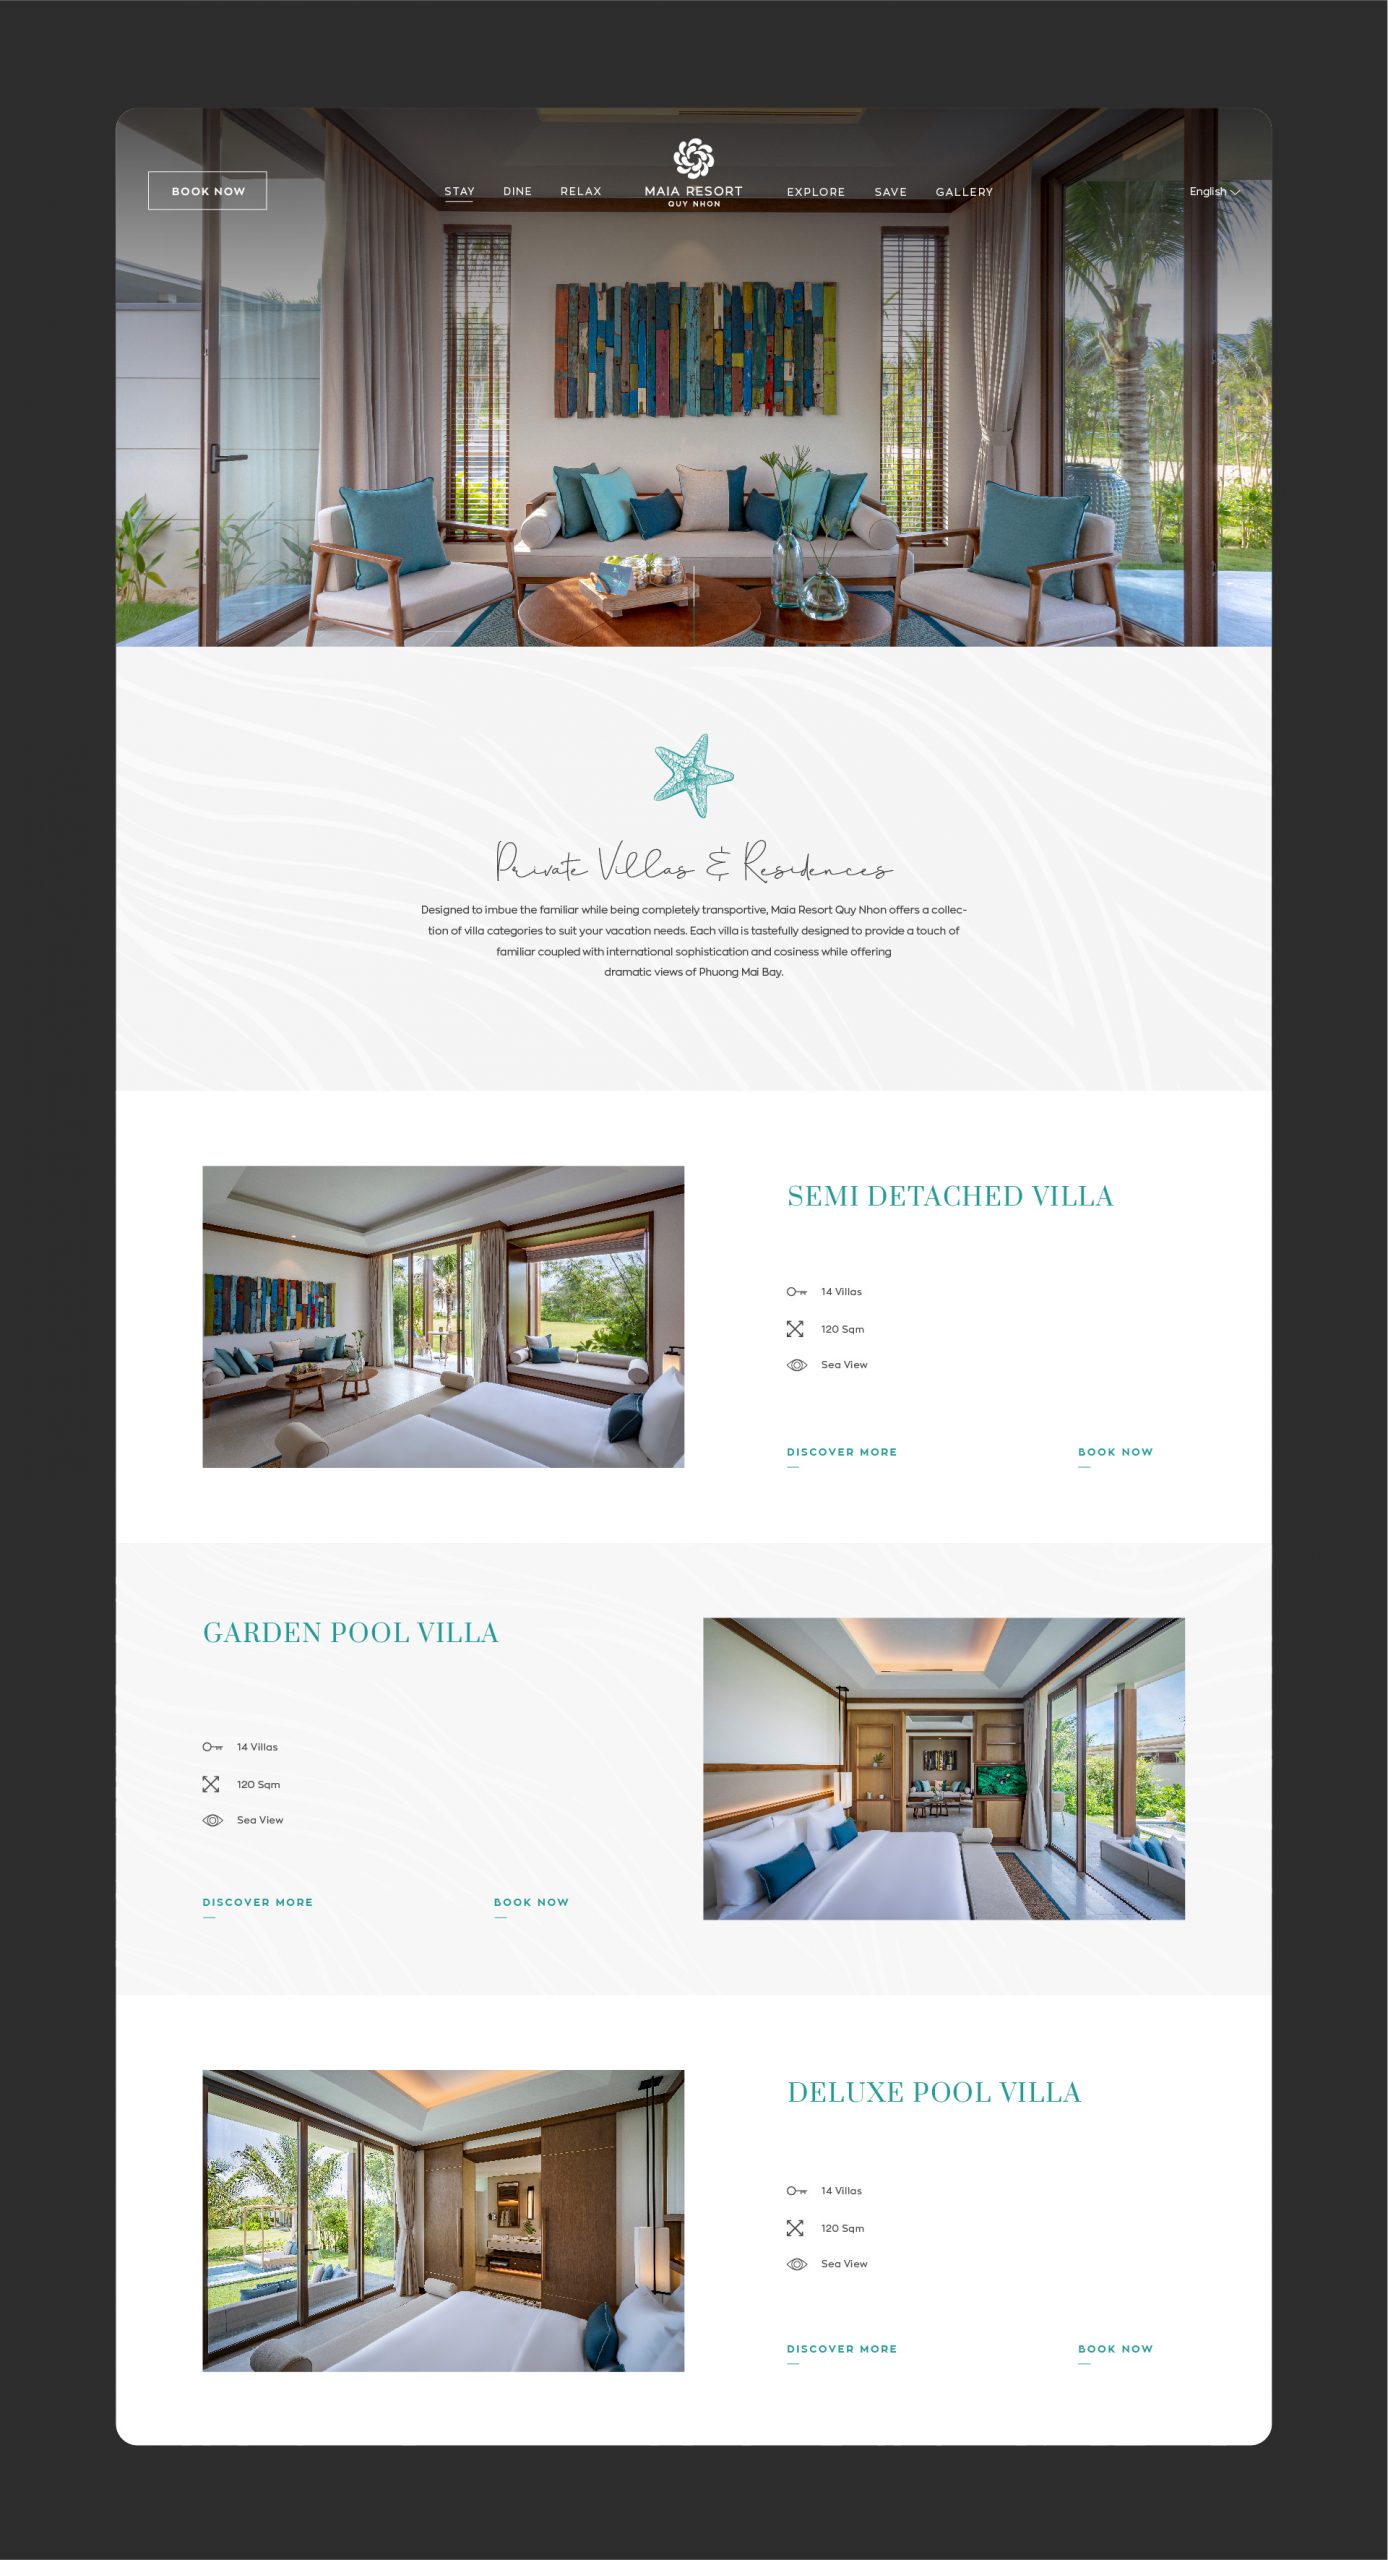 BOOK NOW
STAY DINE RELAX
MAIA RESORT
QUY NHON
EXPLORE SAVE GALLERY
English
Private Villas & Residences
Designed to imbue the familiar while being completely transportive, Maia Resort Quy Nhon offers a collec-
tion of villa categories to suit your vacation needs. Each villa is tastefully designed to provide a touch of
familiar coupled with international sophistication and cosiness while offering
dramatic views of Phuong Mai Bay.
SEMI DETACHED VILLA
14 Villas
120 Sqm
Sea View
DISCOVER MORE
BOOK NOW
GARDEN POOL VILLA
14 Villas
120 Sqm
Sea View
DISCOVER MORE
BOOK NOW
DELUXE POOL VILLA
14 Villas
120 Sqm
Sea View
DISCOVER MORE
BOOK NOW